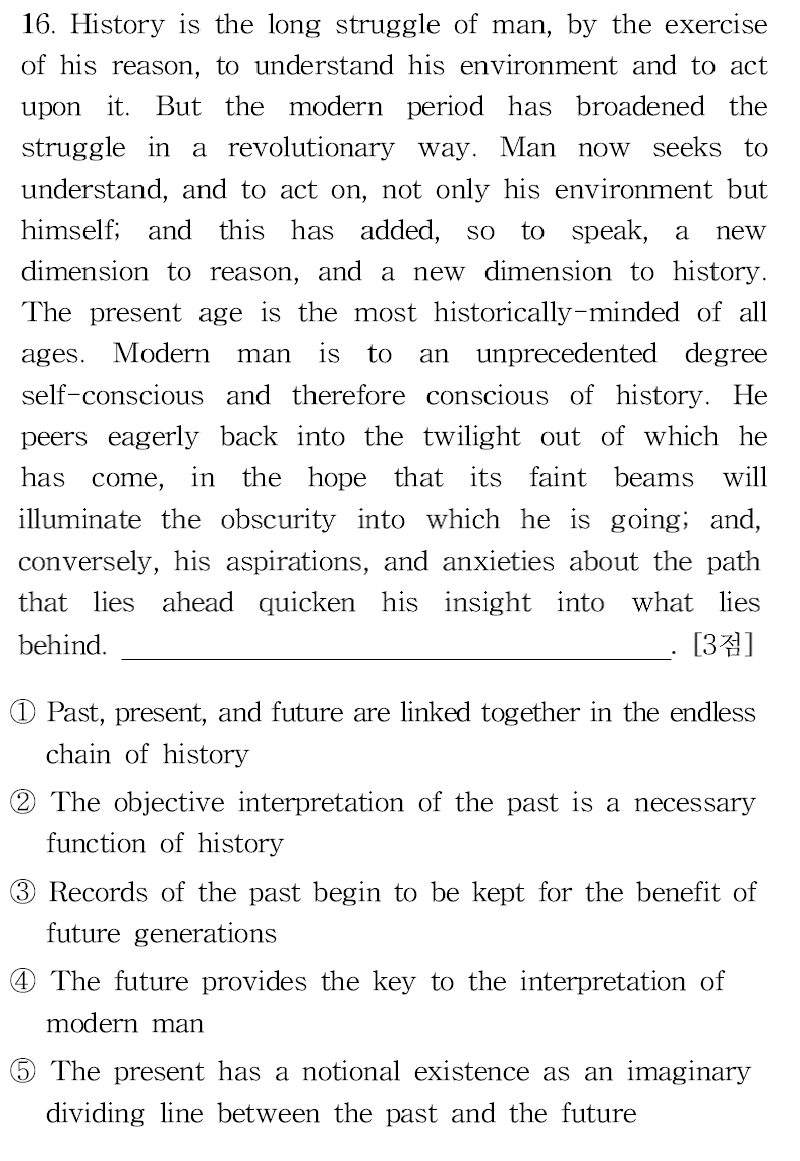 16. History is the long struggle of man, by the exercise
of his reason, to understand his environment and to act
upon it. But the modern period has broadened the
struggle in a revolutionary way. Man now seeks to
understand, and to act on, not only his environment but
himself; and this has added, so to speak, a new
dimension to reason, and a new dimension to history.
The present age is the most historically-minded of all
ages. Modern man is to an unprecedented degree
self-conscious and therefore conscious of history. He
peers eagerly back into the twilight out of which he
has come, in the hope that its faint beams will
illuminate the obscurity into which he is going; and,
conversely, his aspirations, and anxieties about the path
that lies ahead quicken his insight into what lies
behind. ______________________________. [3점]
① Past, present, and future are linked together in the endless
chain of history
② The objective interpretation of the past is a necessary
function of history
③ Records of the past begin to be kept for the benefit of
future generations
④ The future provides the key to the interpretation of
modern man
⑤ The present has a notional existence as an imaginary
dividing line between the past and the future